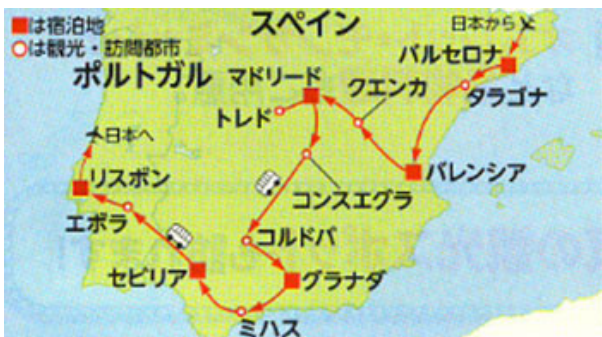 ■は宿泊地
○は観光・訪問都市
スペイン
日本から
ポルトガル
マドリード
クエンカ
バルセロナ
タラゴナ
トレド
日本へ
バレンシア
リスボン
コンスエグラ
エボラ
コルドバ
セビリア
グラナダ
ミハス